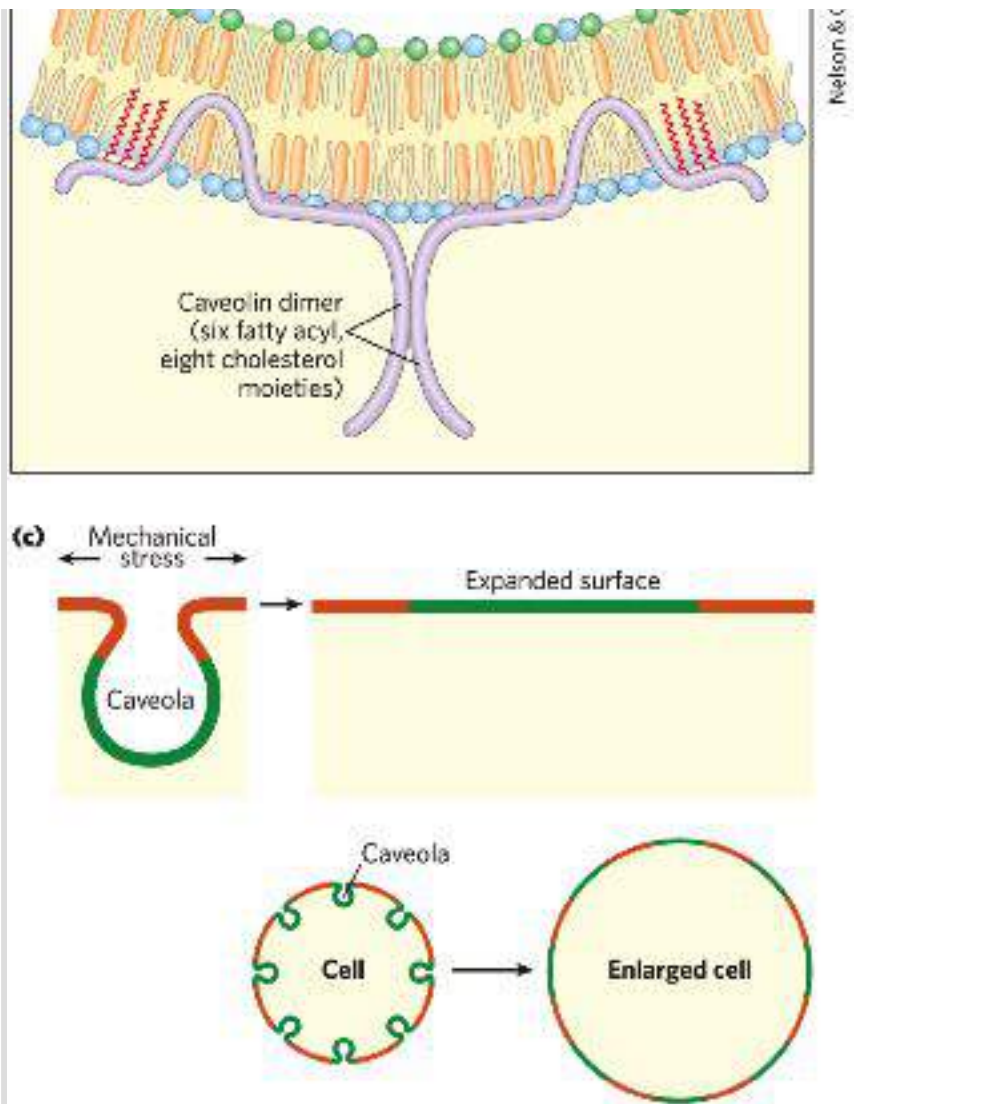 Nelson &
Caveolin dimer
(six fatty acyl,
eight cholesterol
moieties)
(c)
Mechanical
stress
Expanded surface
Caveola
Caveola
Cell
Enlarged cell